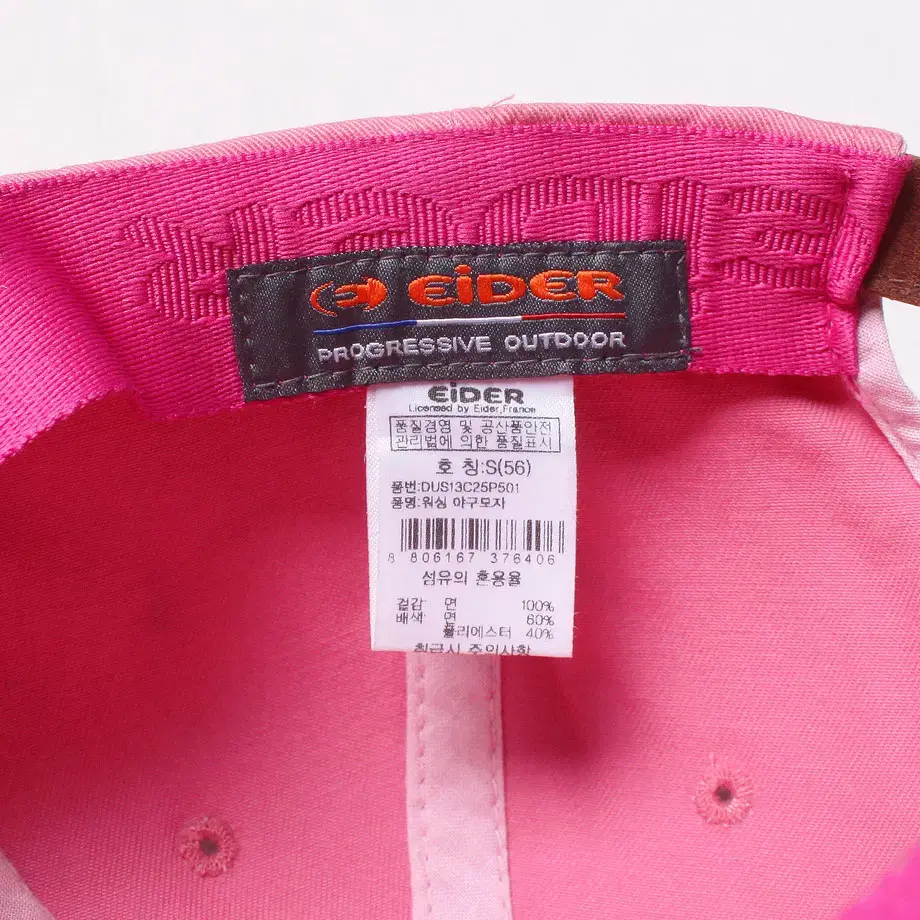 EiDER
PROGRESSIVE OUTDOOR
EiDER
Licensed by Eider,France
품질경영 및 공산품안전
관리법에 의한 품질표시
호 칭:S(56)
품번:DUS13C25P501
품명:워싱 야구모자
8 806167 376406
섬유의 혼용율
겉감 면 100%
배색 면 60%
폴리에스터 40%
취급시 주의사항